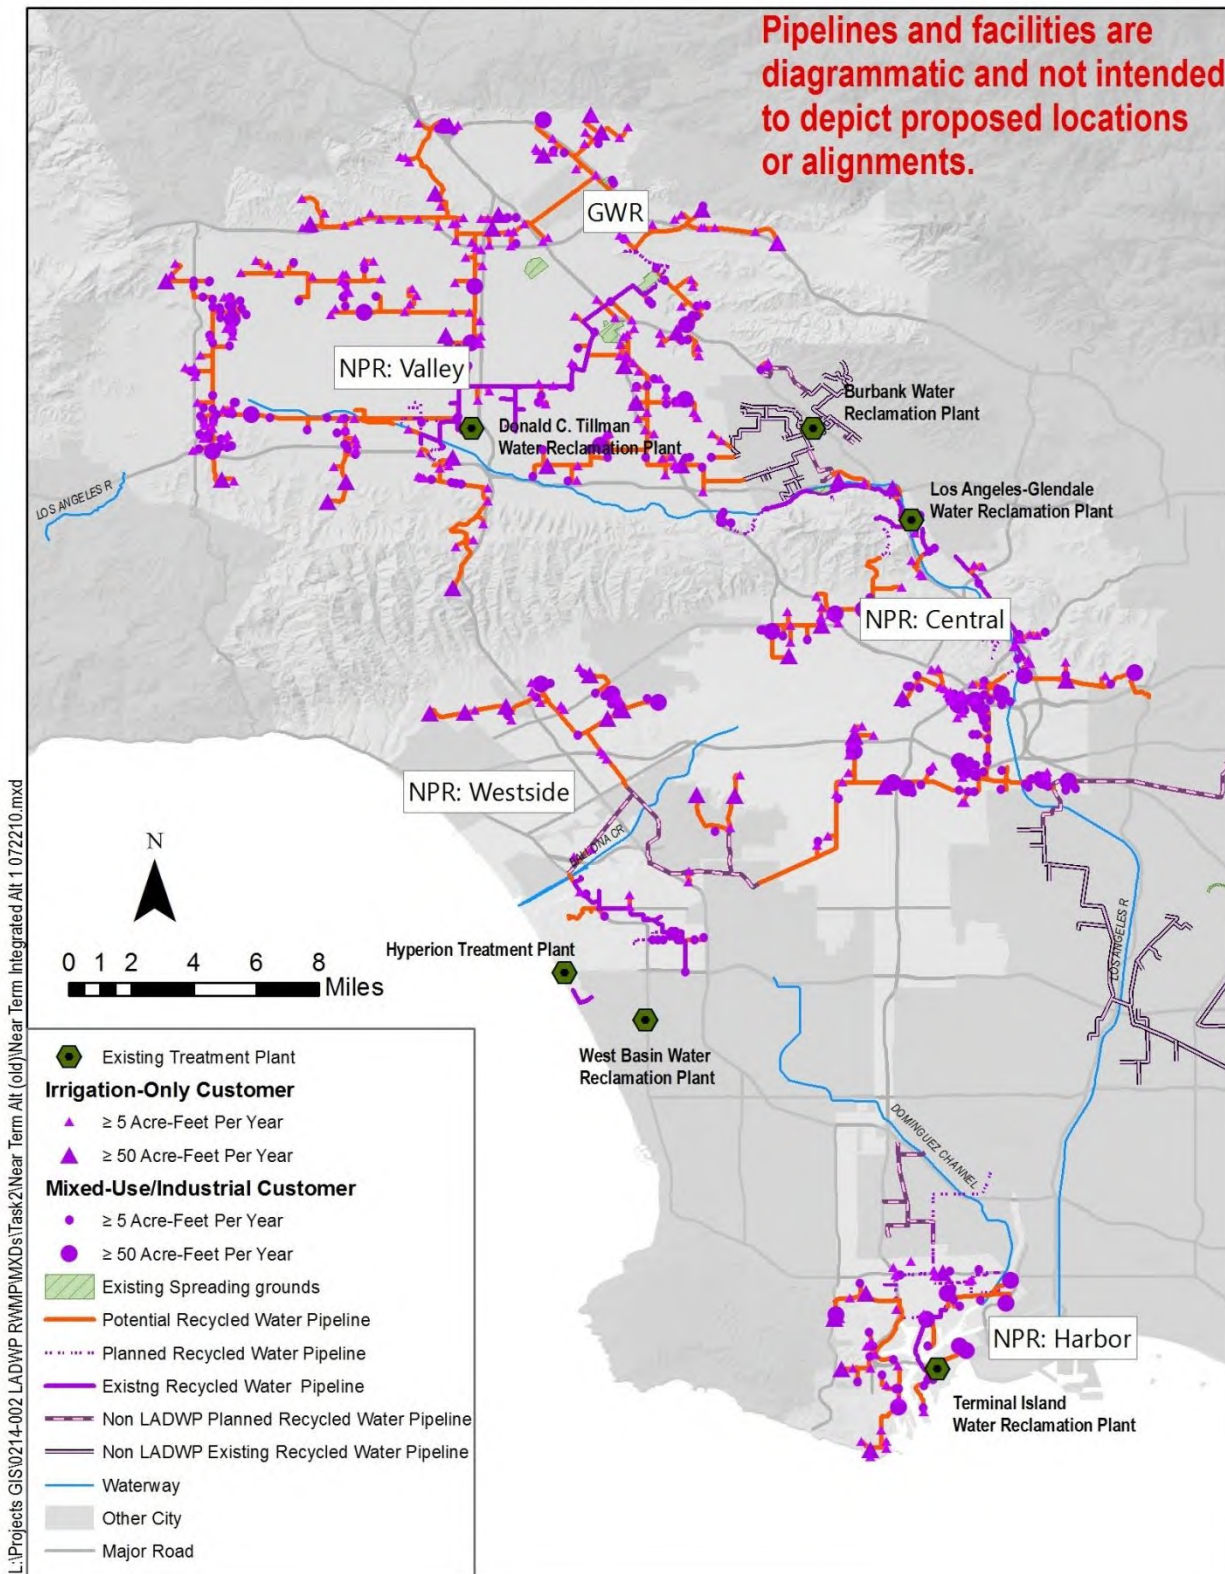 Pipelines and facilities are
diagrammatic and not intended
to depict proposed locations
or alignments.
GWR
NPR: Valley
Burbank Water
Reclamation Plant
Donald C. Tillman
Water Reclamation Plant
LOS ANGELES R
Los Angeles-Glendale
Water Reclamation Plant
NPR: Central
NPR: Westside
BALLONA CR
N
LOS ANGELES R
Hyperion Treatment Plant
0 1 2 4 6 8
Miles
West Basin Water
Reclamation Plant
DOMINGUEZ CHANNEL
NPR: Harbor
Terminal Island
Water Reclamation Plant
Existing Treatment Plant
Irrigation-Only Customer
≥ 5 Acre-Feet Per Year
≥ 50 Acre-Feet Per Year
Mixed-Use/Industrial Customer
≥ 5 Acre-Feet Per Year
≥ 50 Acre-Feet Per Year
Existing Spreading grounds
Potential Recycled Water Pipeline
Planned Recycled Water Pipeline
Existng Recycled Water Pipeline
Non LADWP Planned Recycled Water Pipeline
Non LADWP Existing Recycled Water Pipeline
Waterway
Other City
Major Road
L:\Projects GIS\0214-002 LADWP RWMP\MXDs\Task2\Near Term Alt (old)\Near Term Integrated Alt 1 072210.mxd